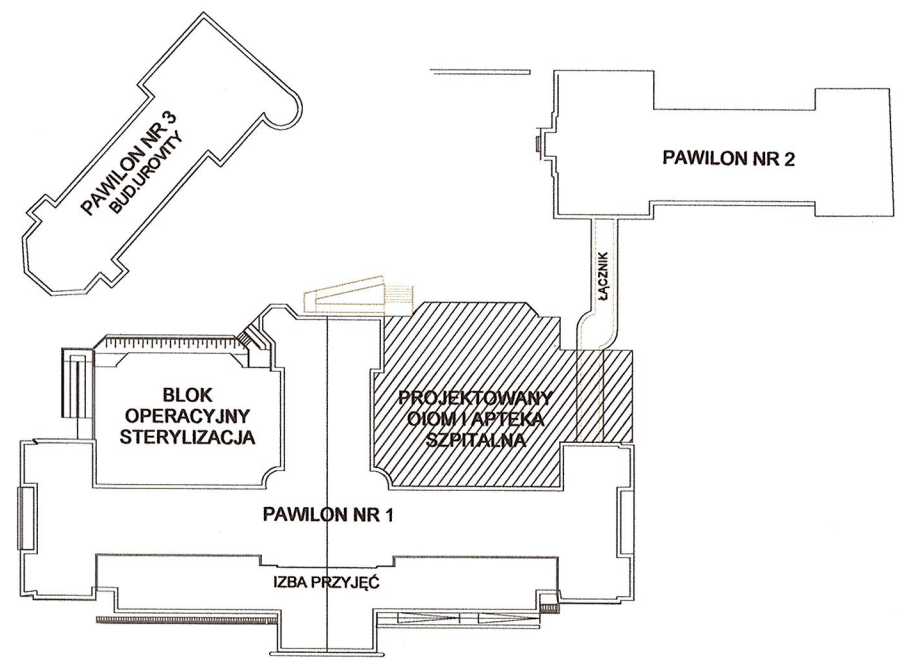 PAWILON NR 3
BUD.UROVITY
PAWILON NR 2
ŁĄCZNIK
BLOK
OPERACYJNY
STERYLIZACJA
PROJEKTOWANY
OIOM I APTEKA
SZPITALNA
PAWILON NR 1
IZBA PRZYJĘĆ